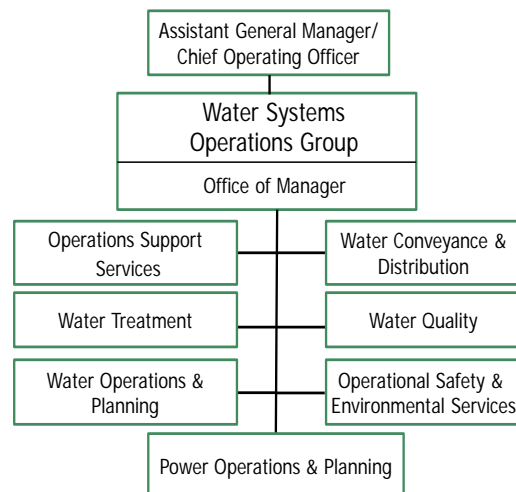 Assistant General Manager/
Chief Operating Officer
Water Systems
Operations Group
Office of Manager
Operations Support
Services
Water Conveyance &
Distribution
Water Treatment
Water Quality
Water Operations &
Planning
Operational Safety &
Environmental Services
Power Operations & Planning